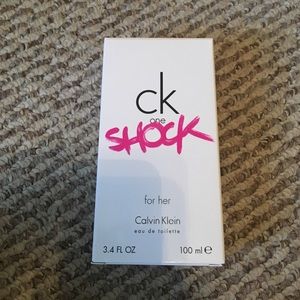 ck
one
SHOCK
for her
Calvin Klein
eau de toilette
3.4 FL OZ 100 ml ℮